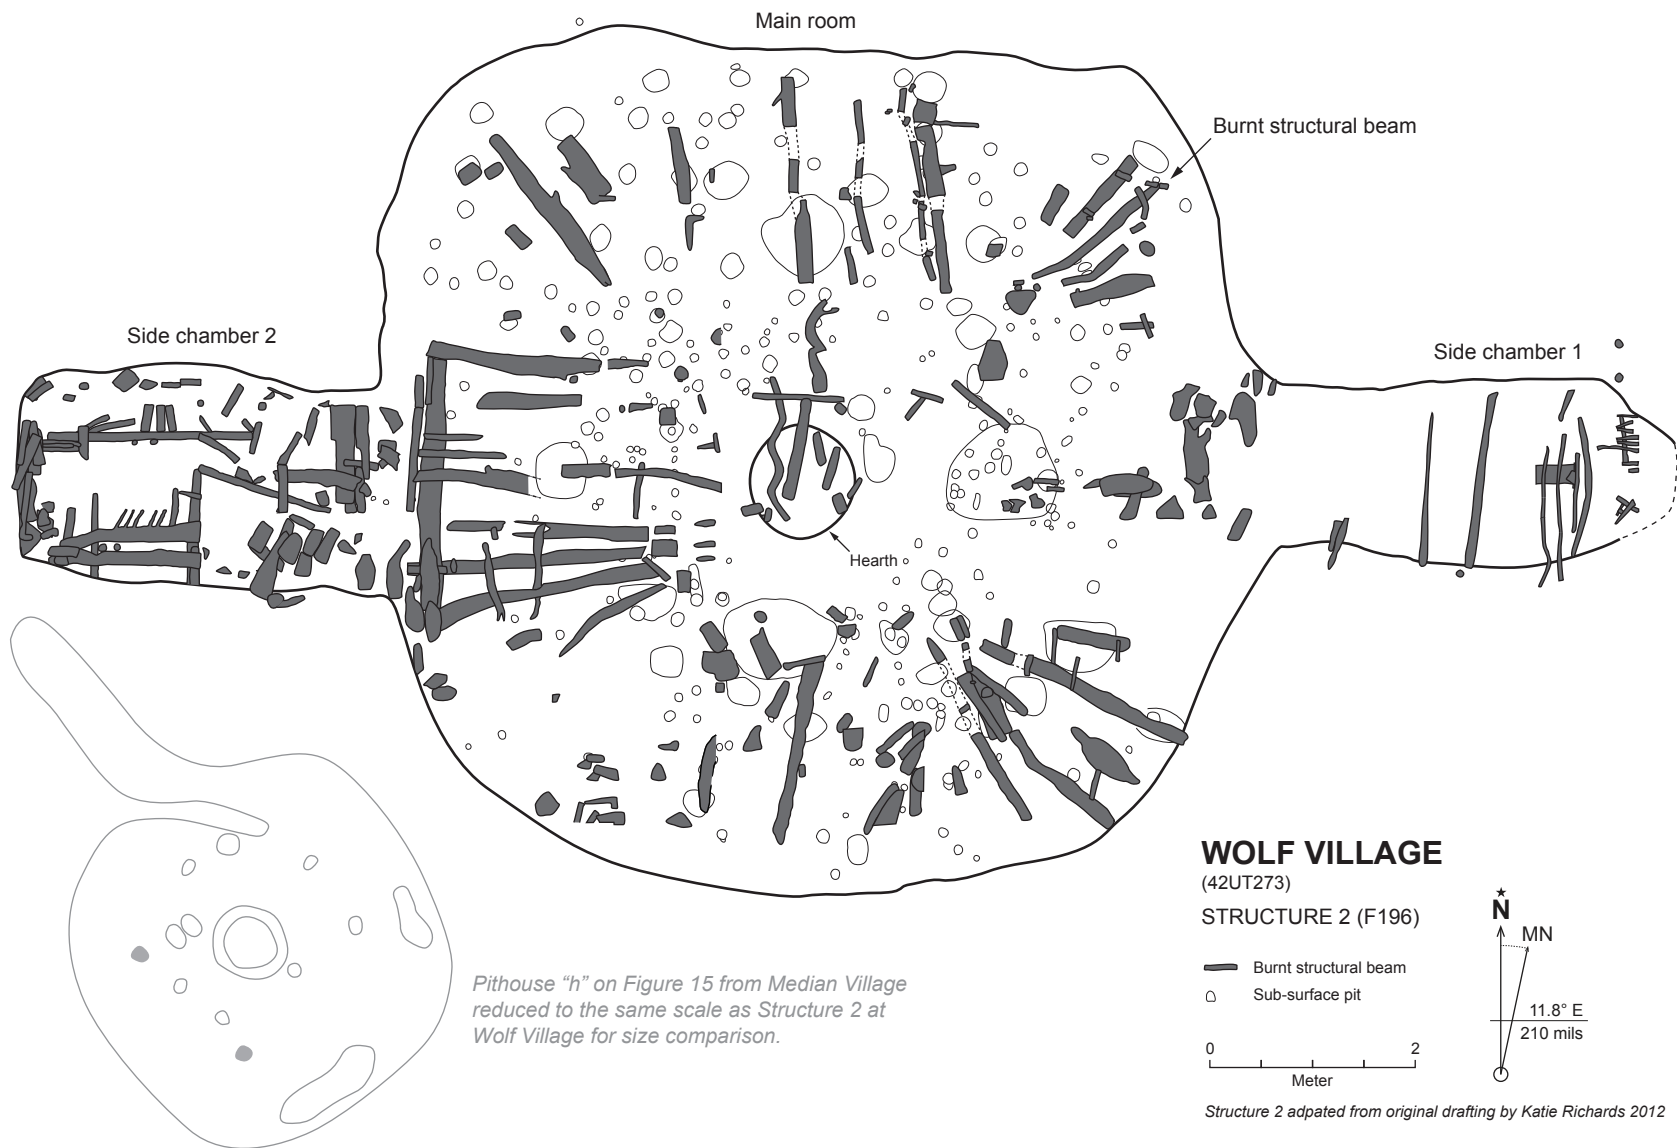 Main room
Burnt structural beam
Side chamber 2
Side chamber 1
Hearth
WOLF VILLAGE
(42UT273)
STRUCTURE 2 (F196)
Burnt structural beam
Sub-surface pit
0 2
Meter
N
MN
11.8° E
210 mils
Pithouse “h” on Figure 15 from Median Village
reduced to the same scale as Structure 2 at
Wolf Village for size comparison.
Structure 2 adpated from original drafting by Katie Richards 2012